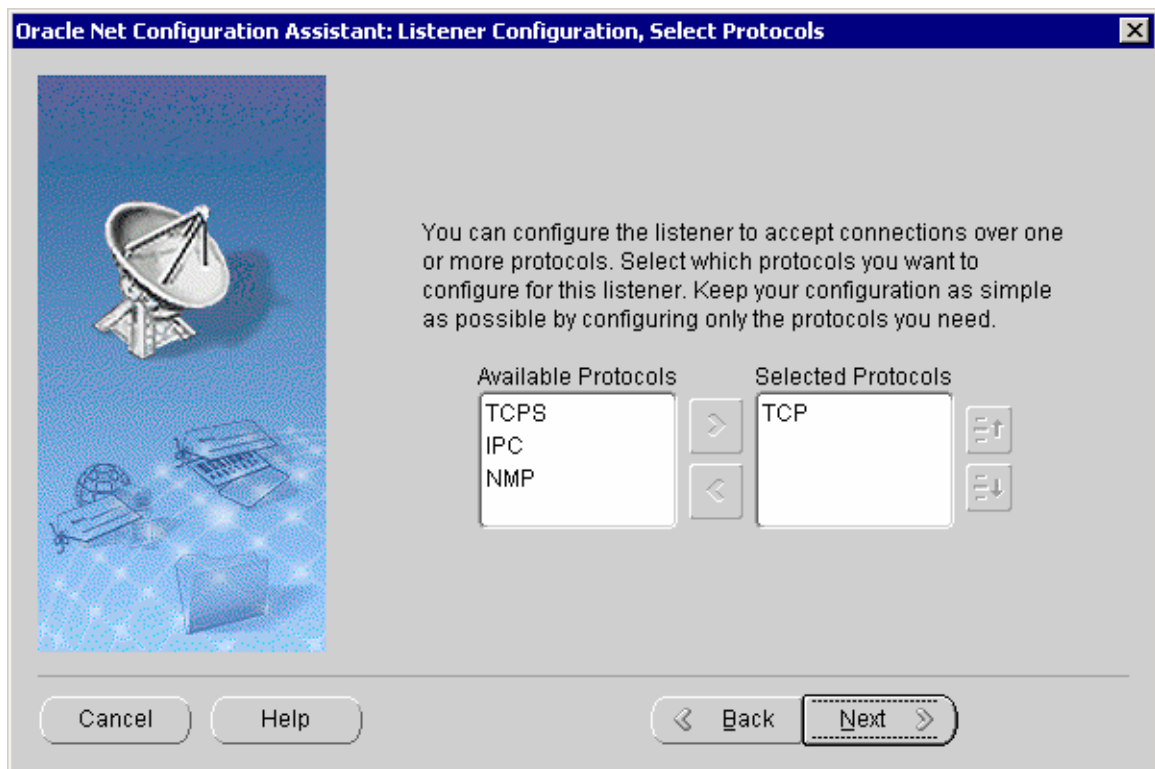 Oracle Net Configuration Assistant: Listener Configuration, Select Protocols
You can configure the listener to accept connections over one
or more protocols. Select which protocols you want to
configure for this listener. Keep your configuration as simple
as possible by configuring only the protocols you need.
Available Protocols
TCPS
IPC
NMP
Selected Protocols
TCP
Cancel
Help
Back
Next